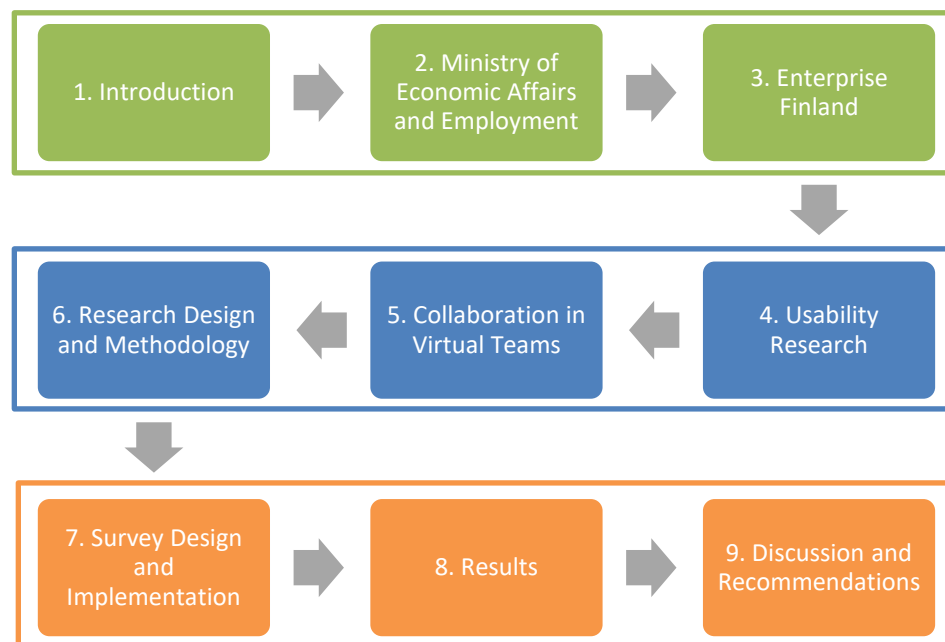 1. Introduction
2. Ministry of
Economic Affairs
and Employment
3. Enterprise
Finland
4. Usability
Research
5. Collaboration in
Virtual Teams
6. Research Design
and Methodology
7. Survey Design
and
Implementation
8. Results
9. Discussion and
Recommendations